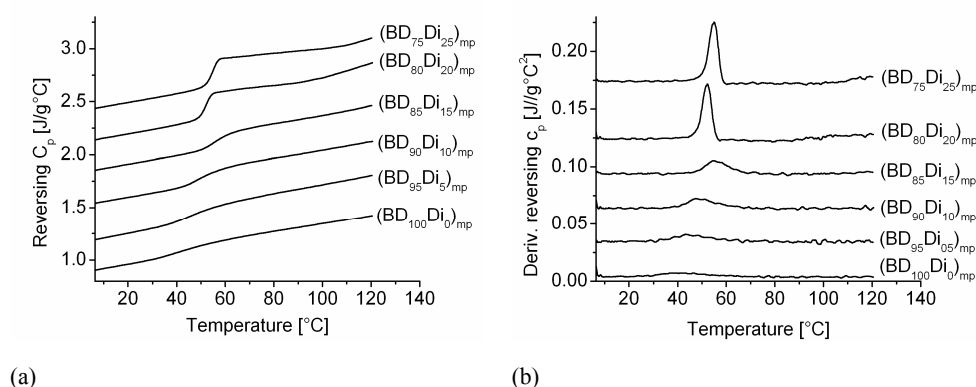 3.0
2.5
2.0
1.5
1.0
Reversing Cp [J/g°C]
(BD75Di25)mp
(BD80Di20)mp
(BD85Di15)mp
(BD90Di10)mp
(BD95Di5)mp
(BD100Di0)mp
20 40 60 80 100 120 140
Temperature [°C]
(a)
0.20
0.15
0.10
0.05
0.00
Deriv. reversing cp [J//g°C²]
(BD75Di25)mp
(BD80Di20)mp
(BD85Di15)mp
(BD90Di10)mp
(BD95Di05)mp
(BD100Di0)mp
20 40 60 80 100 120 140
Temperature [°C]
(b)